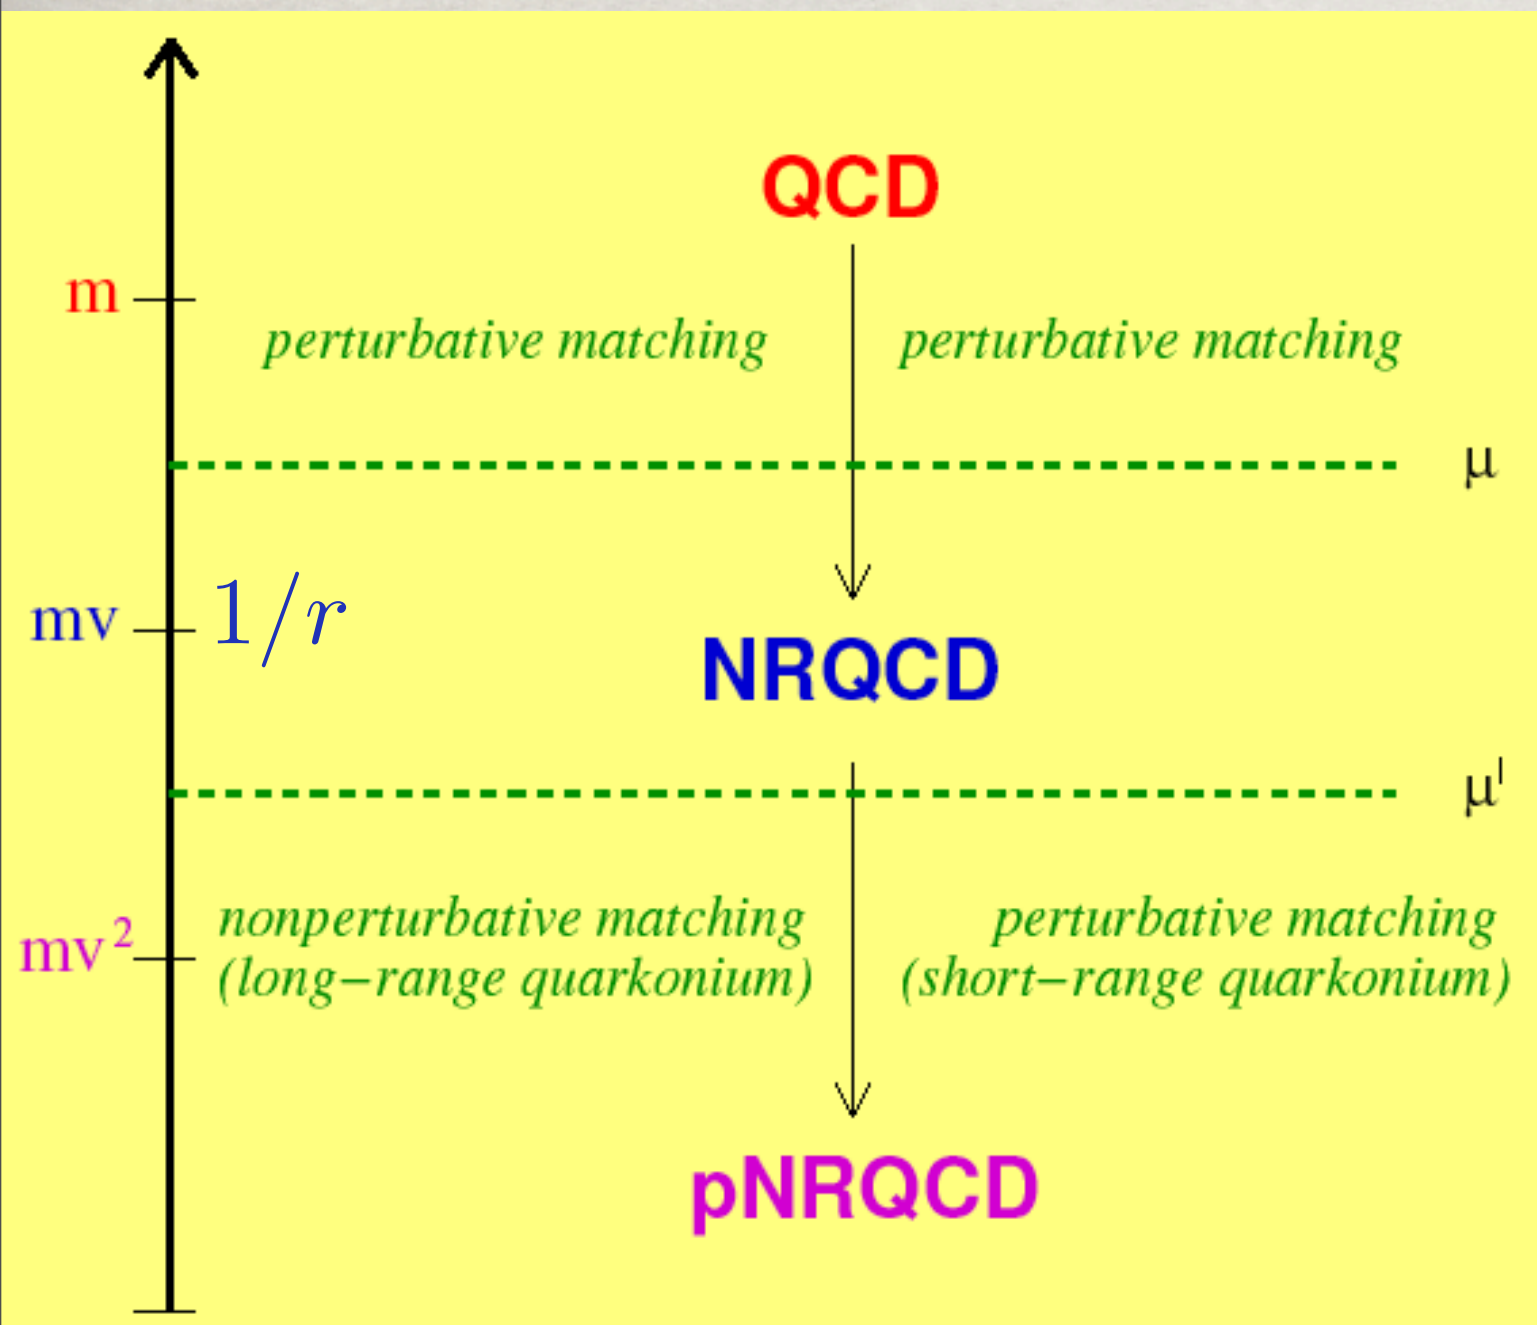 QCD
m
perturbative matching perturbative matching
μ
mv 1/r
NRQCD
μ'
nonperturbative matching perturbative matching
mv²
(long−range quarkonium) (short−range quarkonium)
pNRQCD